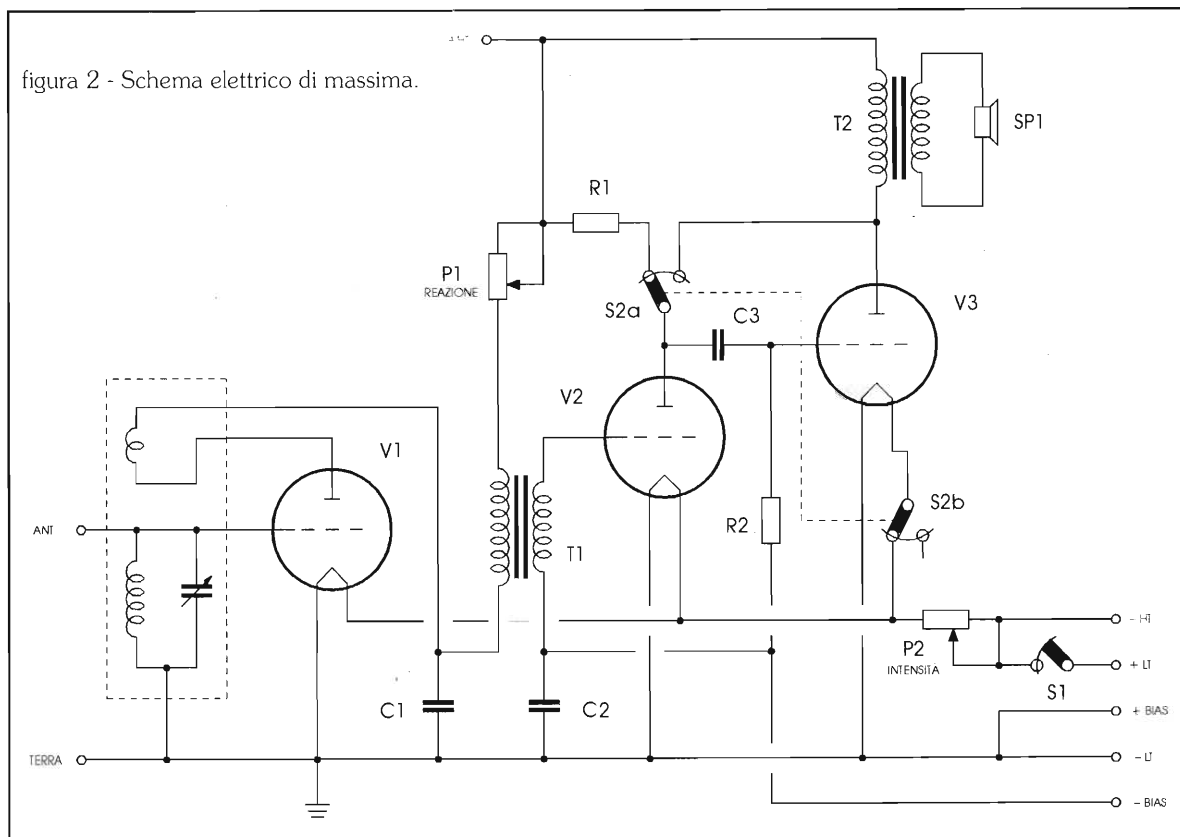 figura 2 - Schema elettrico di massima.
T2
SP1
R1
P1
REAZIONE
S2a
C3
V3
V2
V1
S2b
ANT
R2
T1
P2
INTENSITÀ
- HT
+ LT
S1
C1
C2
+ BIAS
TERRA
- LT
- BIAS